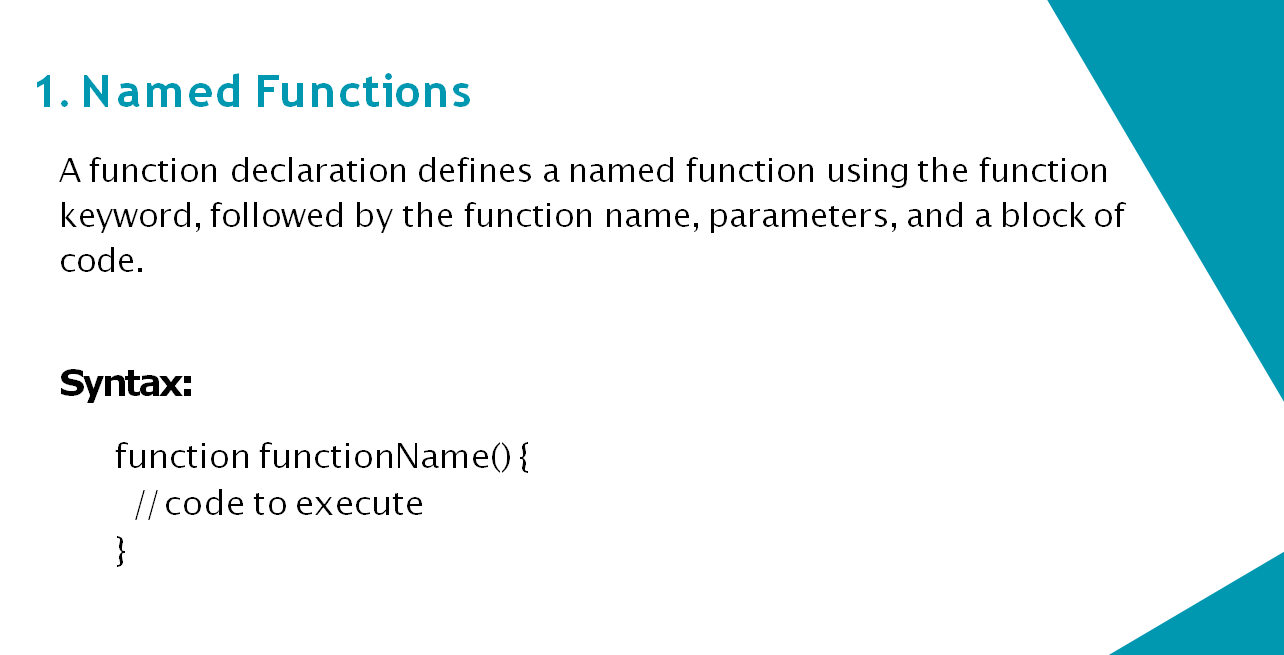 1. Named Functions
A function declaration defines a named function using the function
keyword, followed by the function name, parameters, and a block of
code.
Syntax:
function functionName() {
// code to execute
}